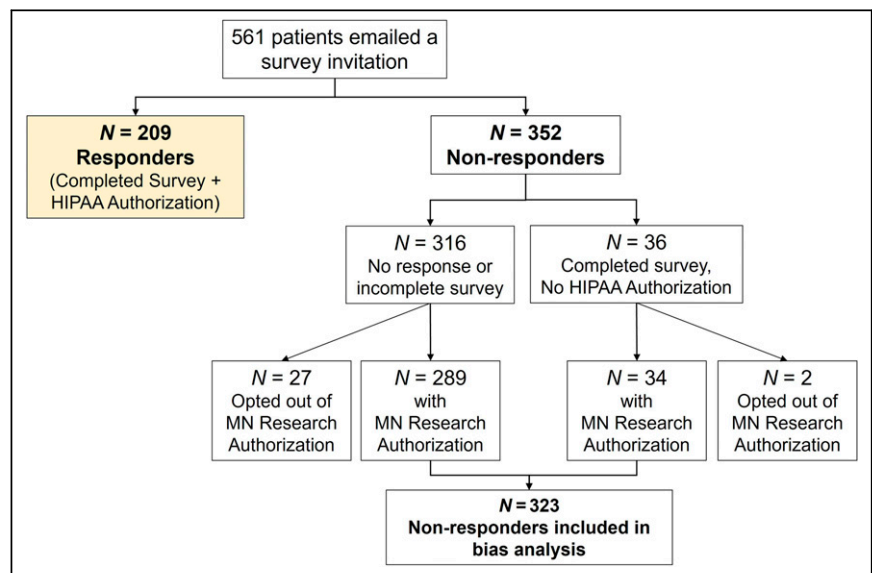 561 patients emailed a
survey invitation
N = 209
Responders
(Completed Survey +
HIPAA Authorization)
N = 352
Non-responders
N = 316
No response or
incomplete survey
N = 36
Completed survey,
No HIPAA Authorization
N = 27
Opted out of
MN Research
Authorization
N = 289
with
MN Research
Authorization
N = 34
with
MN Research
Authorization
N = 2
Opted out of
MN Research
Authorization
N = 323
Non-responders included in
bias analysis